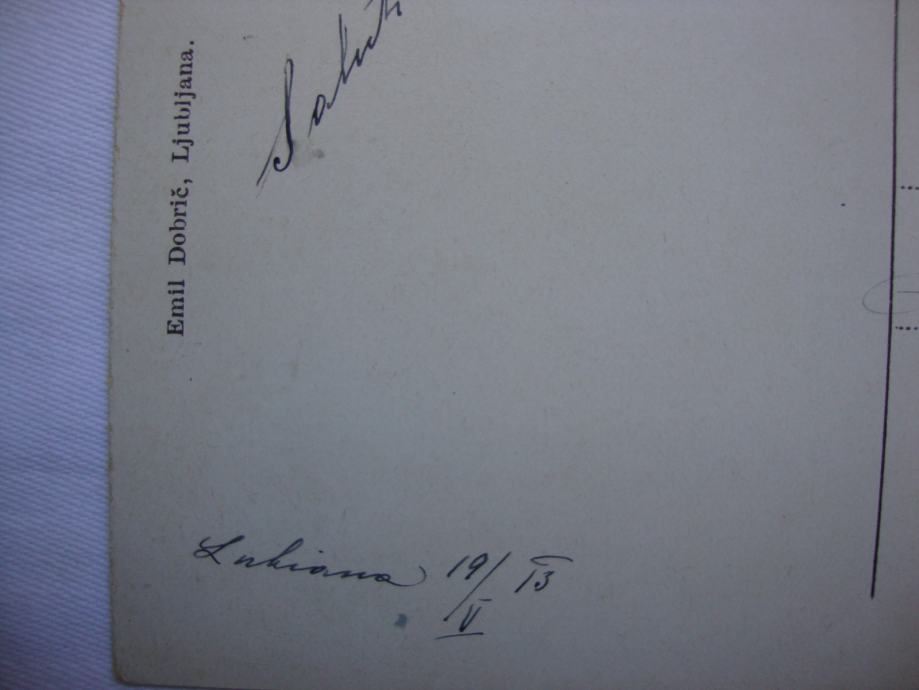 Emil Dobrič, Ljubljana.
Saluti
Lubiana 19/V 13